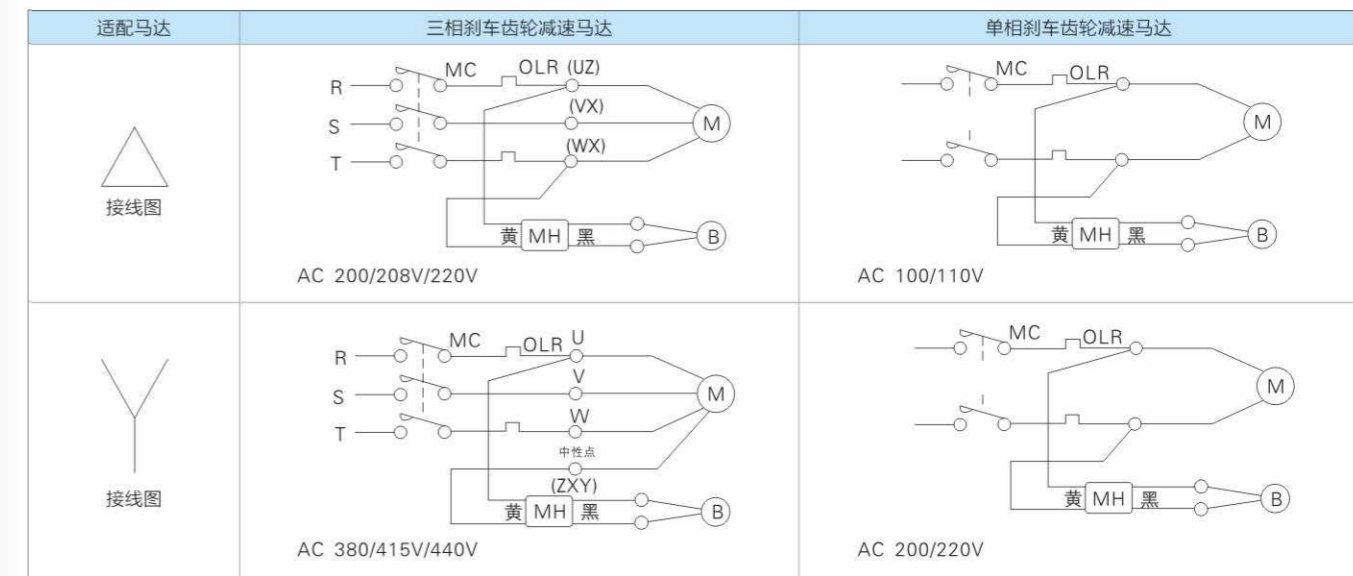 适配马达 三相刹车齿轮减速马达 单相刹车齿轮减速马达
MC OLR (UZ)
R
(VX)
S
M
(WX)
T
黄 MH 黑 B
AC 200/208V/220V
接线图
MC OLR
M
黄 MH 黑 B
AC 100/110V
MC OLR U
R
V
S
M
W
T
中性点
(ZXY)
黄 MH 黑 B
AC 380/415V/440V
接线图
MC OLR
M
黄 MH 黑 B
AC 200/220V